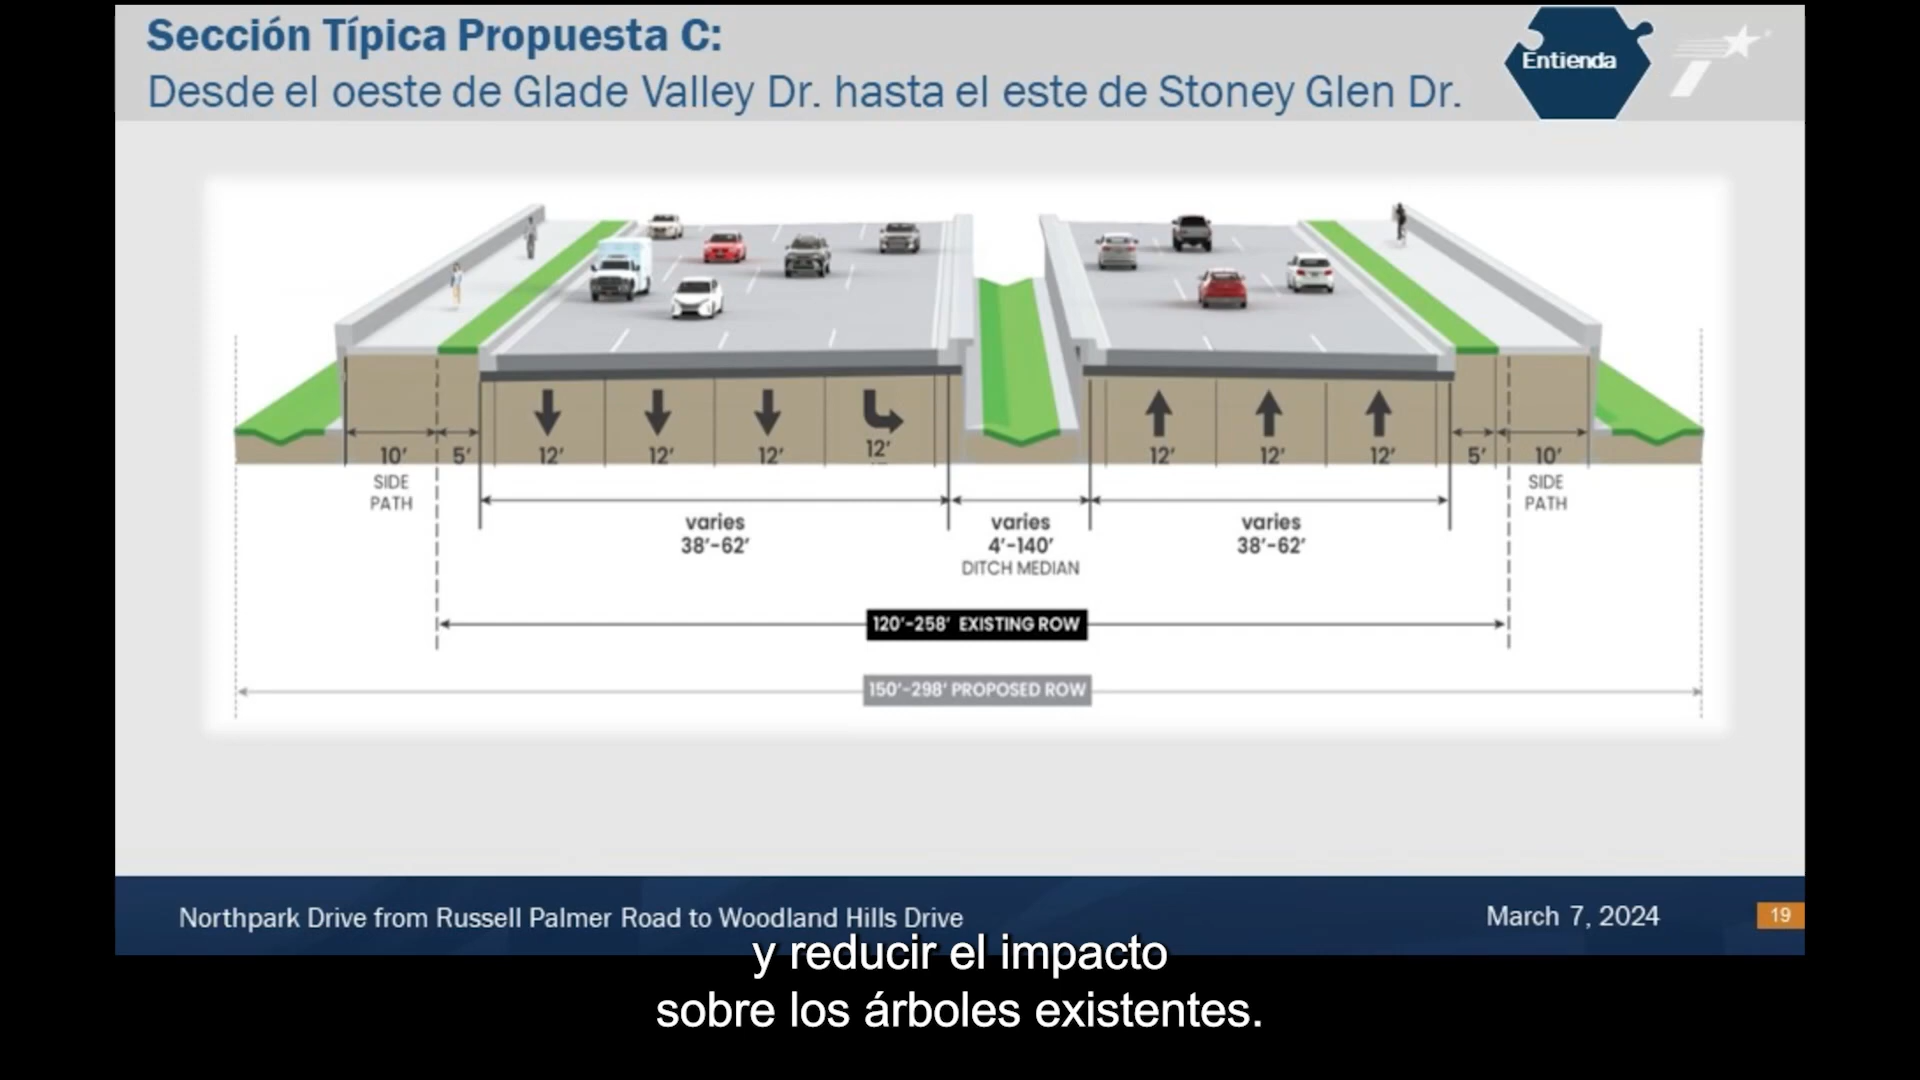 Sección Típica Propuesta C:
Desde el oeste de Glade Valley Dr. hasta el este de Stoney Glen Dr.
Entienda
10' 5' 12' 12' 12' 12' 12' 12' 12' 5' 10'
SIDE PATH
SIDE PATH
varies
38'-62'
varies
4'-140'
DITCH MEDIAN
varies
38'-62'
120'-258' EXISTING ROW
150'-298' PROPOSED ROW
Northpark Drive from Russell Palmer Road to Woodland Hills Drive
March 7, 2024
19
y reducir el impacto
sobre los árboles existentes.